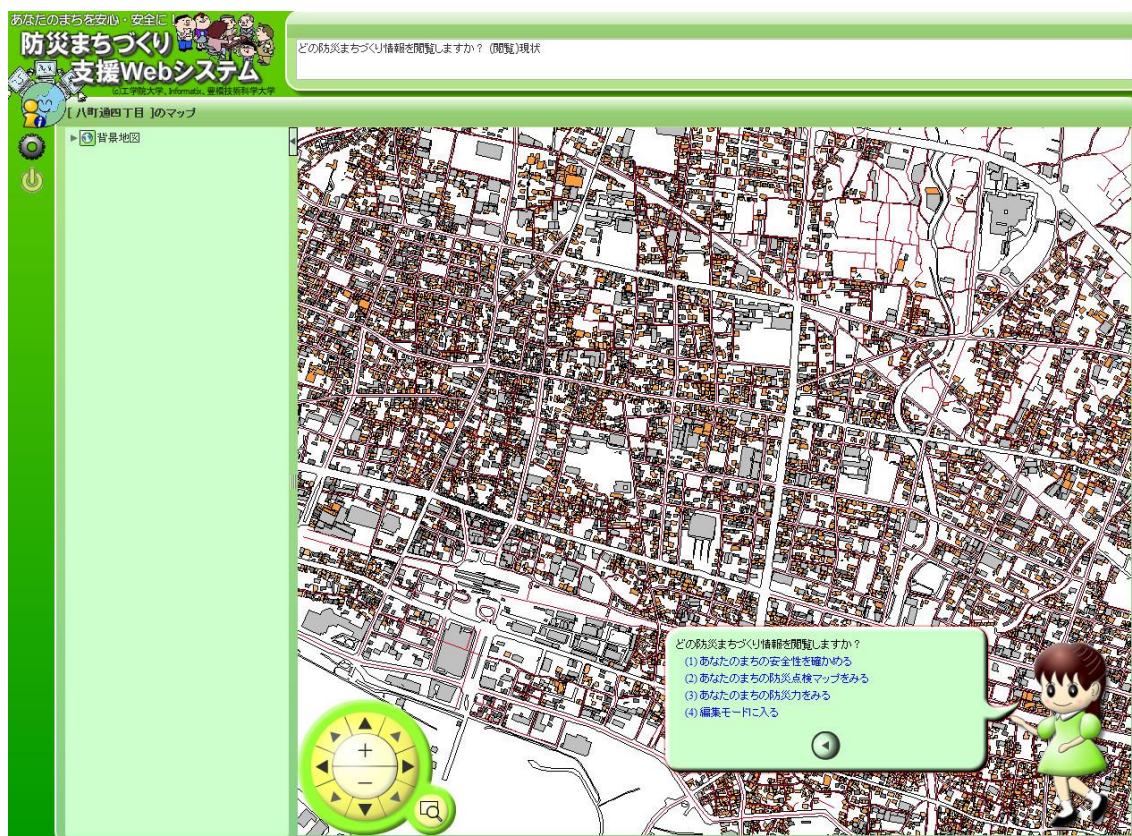 あなたのまちを安心・安全に！
防災まちづくり
支援Webシステム
(c)工学院大学、Informatix、豊橋技術科学大学
どの防災まちづくり情報を閲覧しますか？ (閲覧)現状
[ 八町通四丁目 ]のマップ
背景地図
どの防災まちづくり情報を閲覧しますか？
(1) あなたのまちの安全性を確かめる
(2) あなたのまちの防災点検マップをみる
(3) あなたのまちの防災力をみる
(4) 編集モードに入る